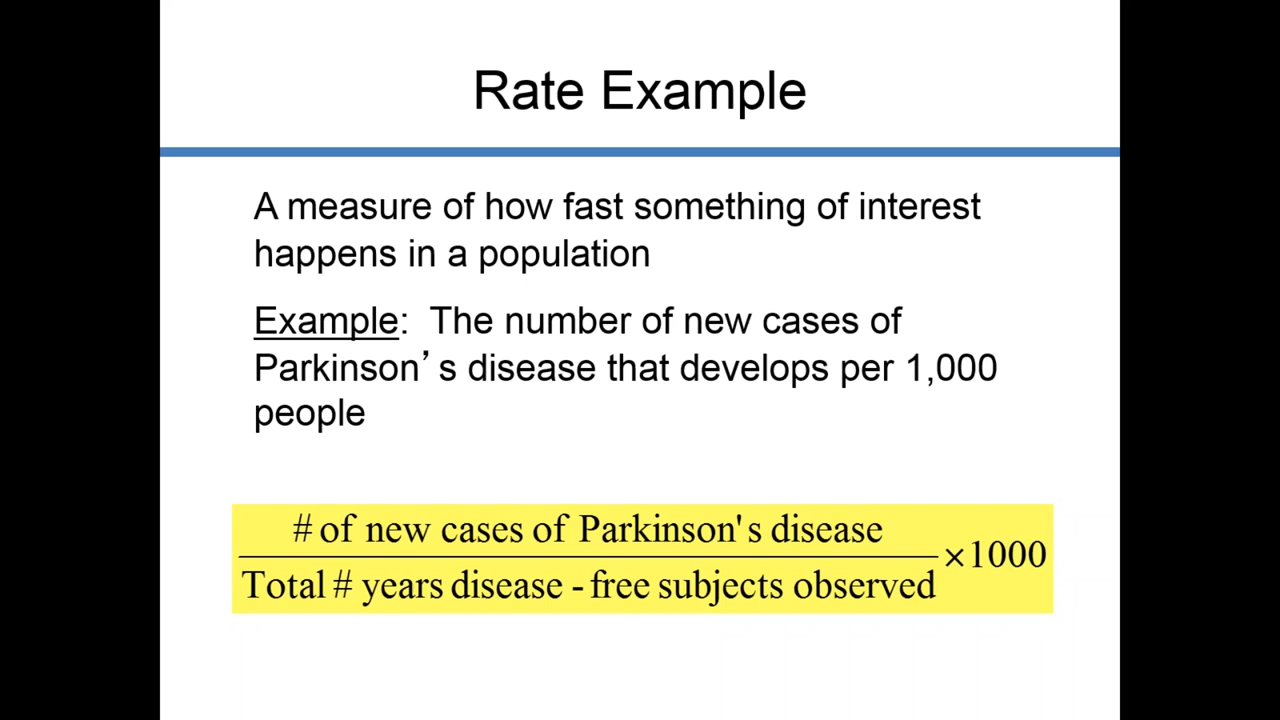 Rate Example
A measure of how fast something of interest
happens in a population
Example: The number of new cases of
Parkinson’s disease that develops per 1,000
people
# of new cases of Parkinson's disease
Total # years disease - free subjects observed
×1000